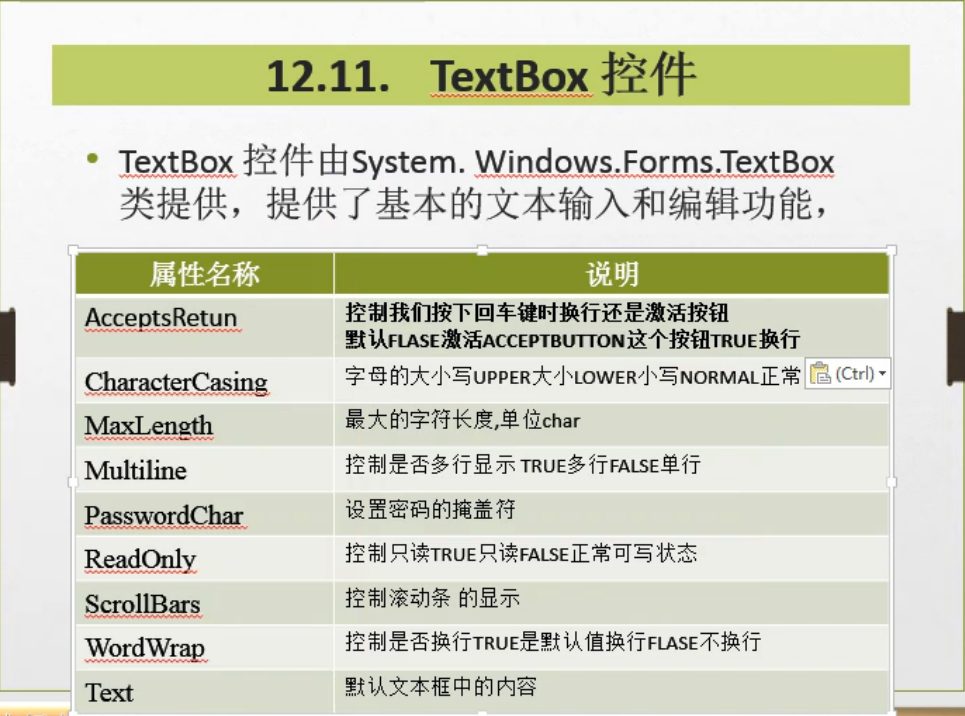 12.11. TextBox 控件
• TextBox 控件由System. Windows.Forms.TextBox
类提供，提供了基本的文本输入和编辑功能，
属性名称 说明
AcceptsRetun 控制我们按下回车键时换行还是激活按钮
默认FLASE激活ACCEPTBUTTON这个按钮TRUE换行
CharacterCasing 字母的大小写UPPER大小LOWER小写NORMAL正常 (Ctrl)
MaxLength 最大的字符长度,单位char
Multiline 控制是否多行显示 TRUE多行FALSE单行
PasswordChar 设置密码的掩盖符
ReadOnly 控制只读TRUE只读FALSE正常可写状态
ScrollBars 控制滚动条 的显示
WordWrap 控制是否换行TRUE是默认值换行FLASE不换行
Text 默认文本框中的内容